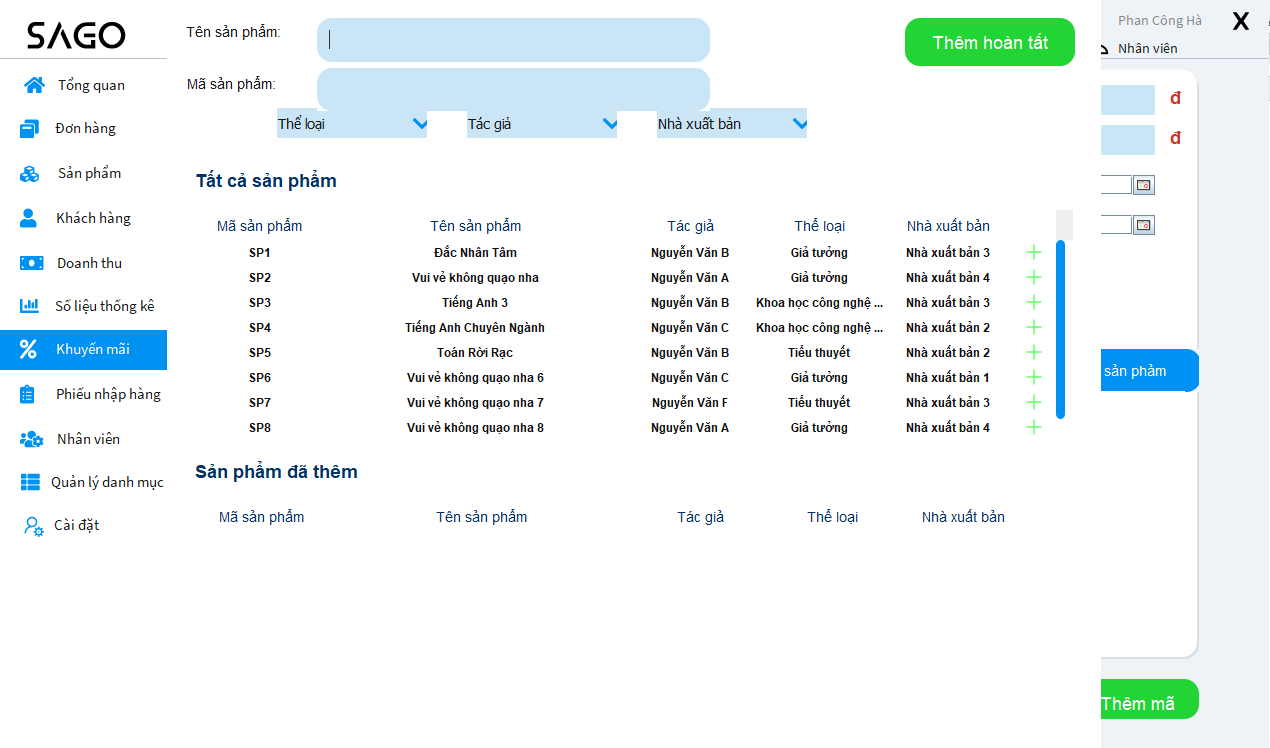 SAGO
Tổng quan
Đơn hàng
Sản phẩm
Khách hàng
Doanh thu
Số liệu thống kê
Khuyến mãi
Phiếu nhập hàng
Nhân viên
Quản lý danh mục
Cài đặt
Tên sản phẩm:
Thêm hoàn tất
Mã sản phẩm:
Thể loại Tác giả Nhà xuất bản
Tất cả sản phẩm
Mã sản phẩm Tên sản phẩm Tác giả Thể loại Nhà xuất bản
SP1 Đắc Nhân Tâm Nguyễn Văn B Giả tưởng Nhà xuất bản 3
SP2 Vui vẻ không quạo nha Nguyễn Văn A Giả tưởng Nhà xuất bản 4
SP3 Tiếng Anh 3 Nguyễn Văn B Khoa học công nghệ ... Nhà xuất bản 3
SP4 Tiếng Anh Chuyên Ngành Nguyễn Văn C Khoa học công nghệ ... Nhà xuất bản 2
SP5 Toán Rời Rạc Nguyễn Văn B Tiểu thuyết Nhà xuất bản 2
SP6 Vui vẻ không quạo nha 6 Nguyễn Văn C Giả tưởng Nhà xuất bản 1
SP7 Vui vẻ không quạo nha 7 Nguyễn Văn F Tiểu thuyết Nhà xuất bản 3
SP8 Vui vẻ không quạo nha 8 Nguyễn Văn A Giả tưởng Nhà xuất bản 4
Sản phẩm đã thêm
Mã sản phẩm Tên sản phẩm Tác giả Thể loại Nhà xuất bản
Phan Công Hà X
Nhân viên
đ
đ
sản phẩm
Thêm mã